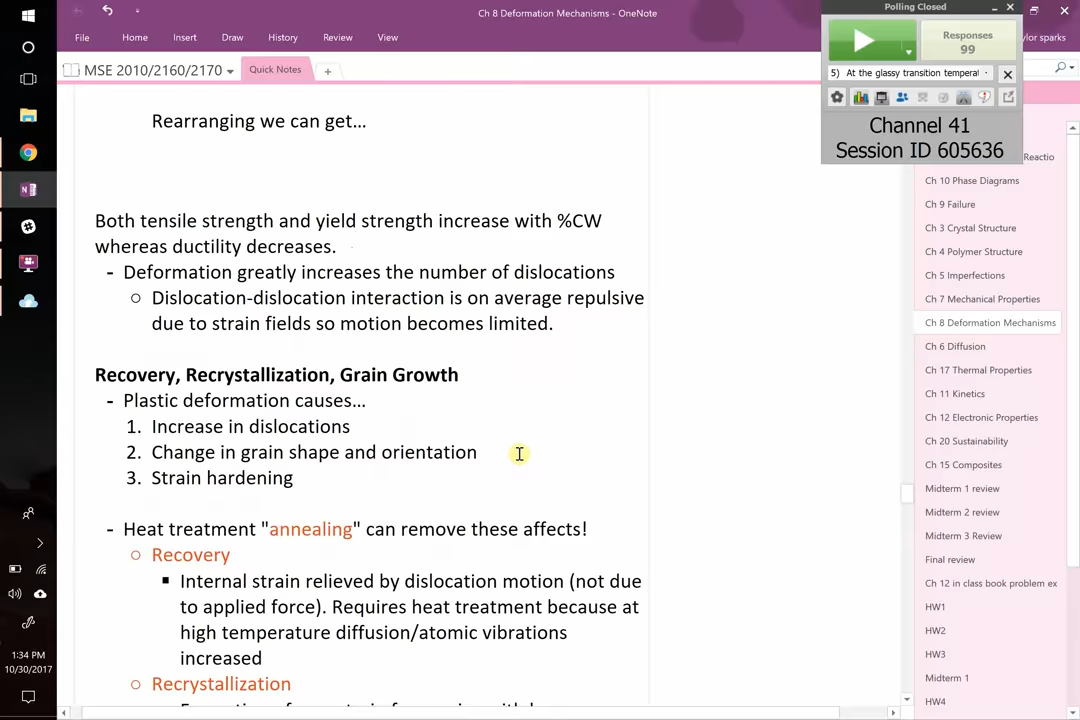 Ch 8 Deformation Mechanisms - OneNote
Polling Closed
File Home Insert Draw History Review View
Responses
99
ylor sparks
MSE 2010/2160/2170
Quick Notes
5) At the glassy transition temperat
Channel 41
Session ID 605636
Rearranging we can get...
Both tensile strength and yield strength increase with %CW
whereas ductility decreases.
- Deformation greatly increases the number of dislocations
Dislocation-dislocation interaction is on average repulsive
due to strain fields so motion becomes limited.
Recovery, Recrystallization, Grain Growth
- Plastic deformation causes...
1. Increase in dislocations
2. Change in grain shape and orientation
3. Strain hardening
- Heat treatment "annealing" can remove these affects!
Recovery
Internal strain relieved by dislocation motion (not due
to applied force). Requires heat treatment because at
high temperature diffusion/atomic vibrations
increased
Recrystallization
Reactio
Ch 10 Phase Diagrams
Ch 9 Failure
Ch 3 Crystal Structure
Ch 4 Polymer Structure
Ch 5 Imperfections
Ch 7 Mechanical Properties
Ch 8 Deformation Mechanisms
Ch 6 Diffusion
Ch 17 Thermal Properties
Ch 11 Kinetics
Ch 12 Electronic Properties
Ch 20 Sustainability
Ch 15 Composites
Midterm 1 review
Midterm 2 review
Midterm 3 Review
Final review
Ch 12 in class book problem ex
HW1
HW2
HW3
Midterm 1
HW4
1:34 PM
10/30/2017